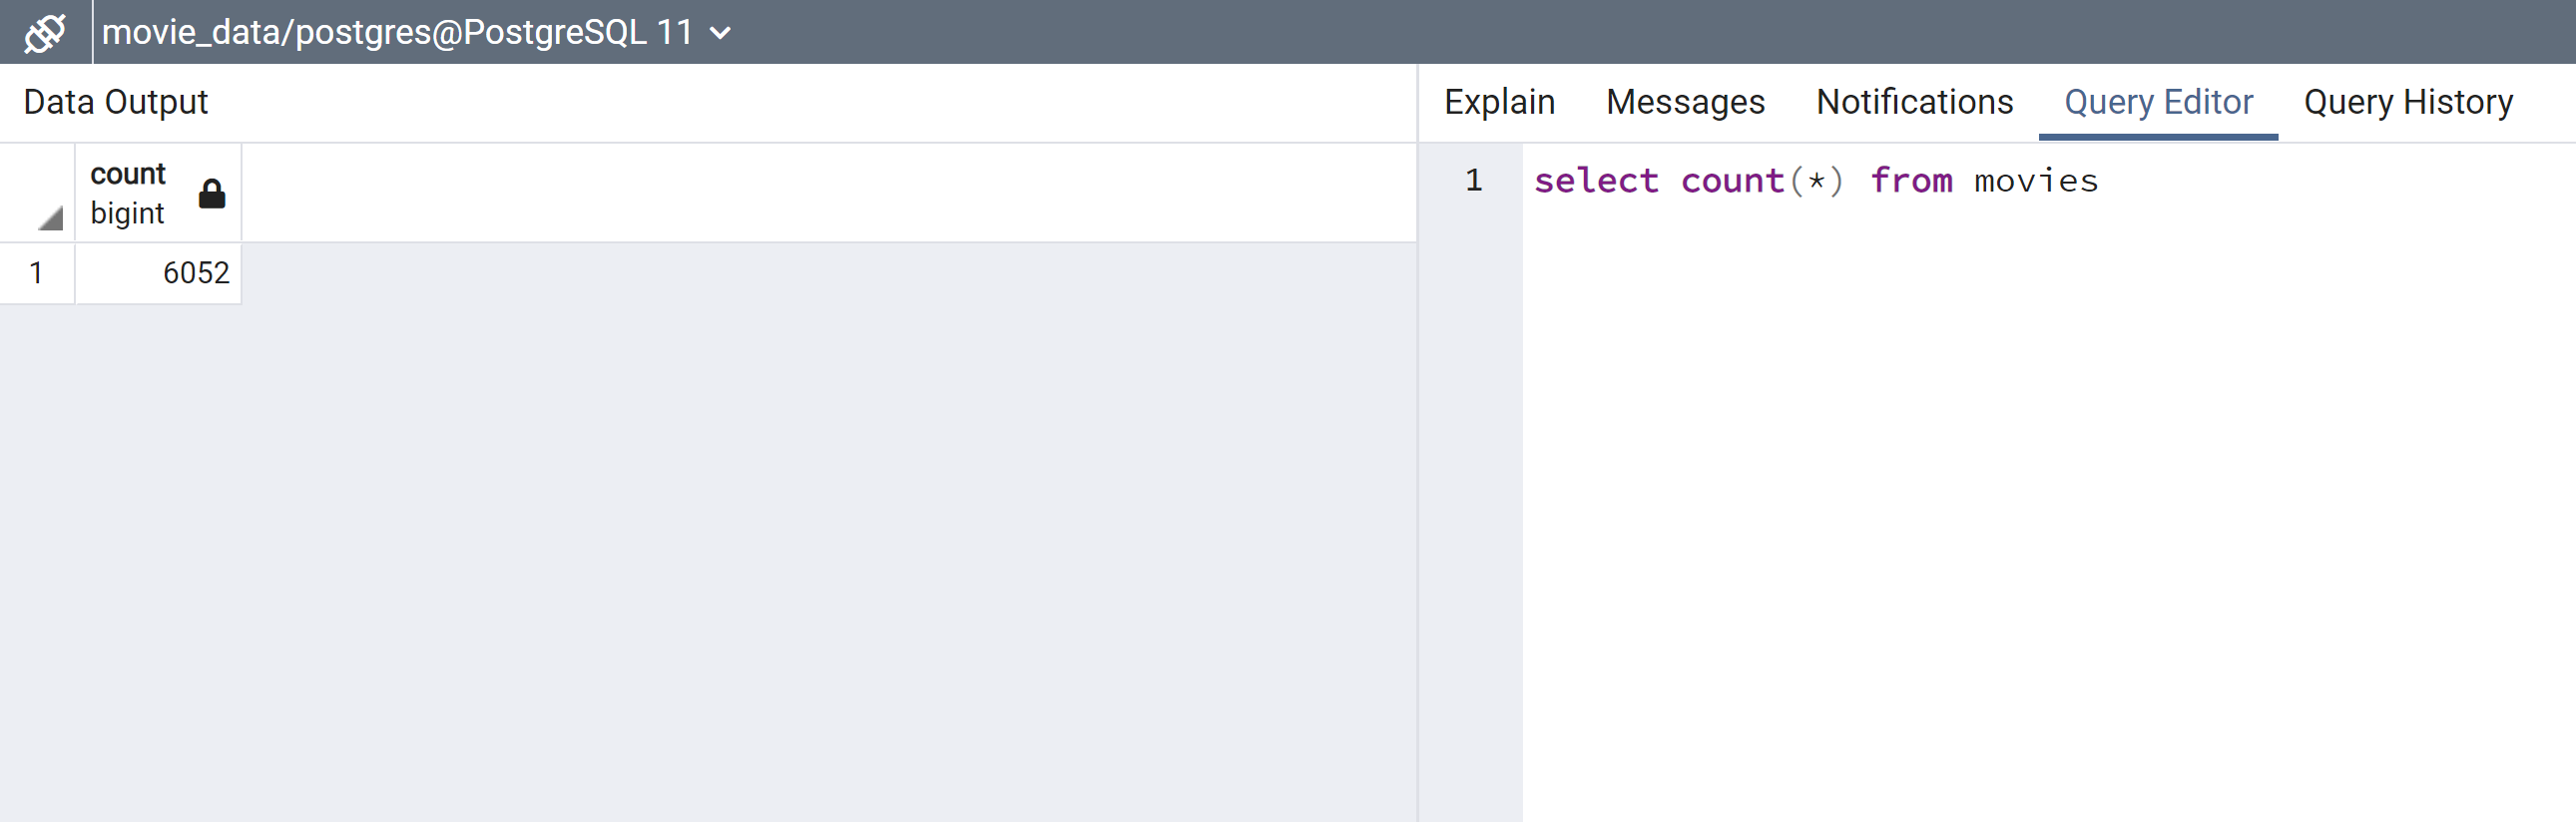 movie_data/postgres@PostgreSQL 11
Data Output
Explain Messages Notifications Query Editor Query History
count
bigint
1 6052
1 select count(*) from movies